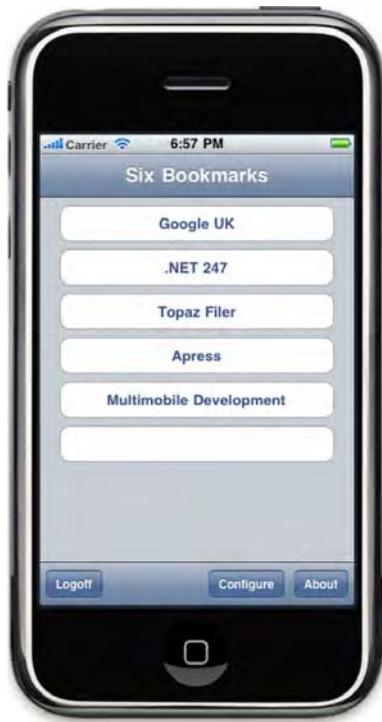 Carrier 6:57 PM
Six Bookmarks
Google UK
.NET 247
Topaz Filer
Apress
Multimobile Development
Logoff Configure About